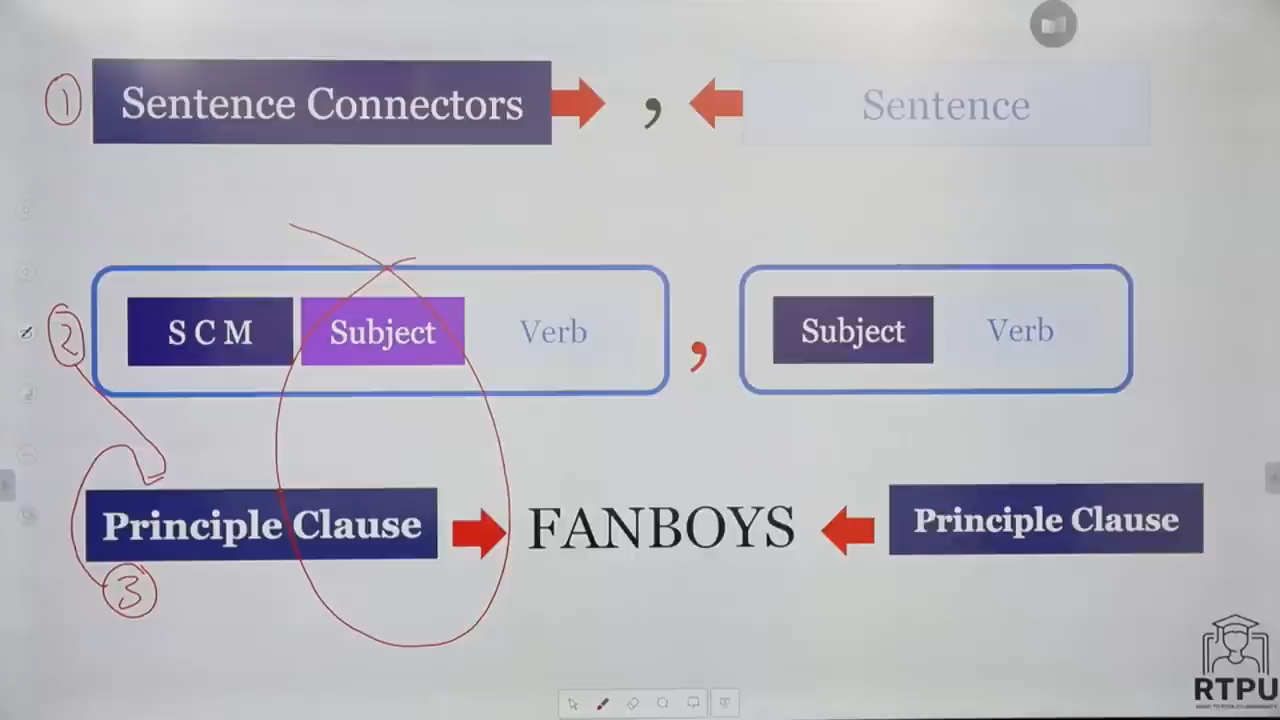 1 Sentence Connectors , Sentence
2 S C M Subject Verb , Subject Verb
Principle Clause FANBOYS Principle Clause
3
RTPU